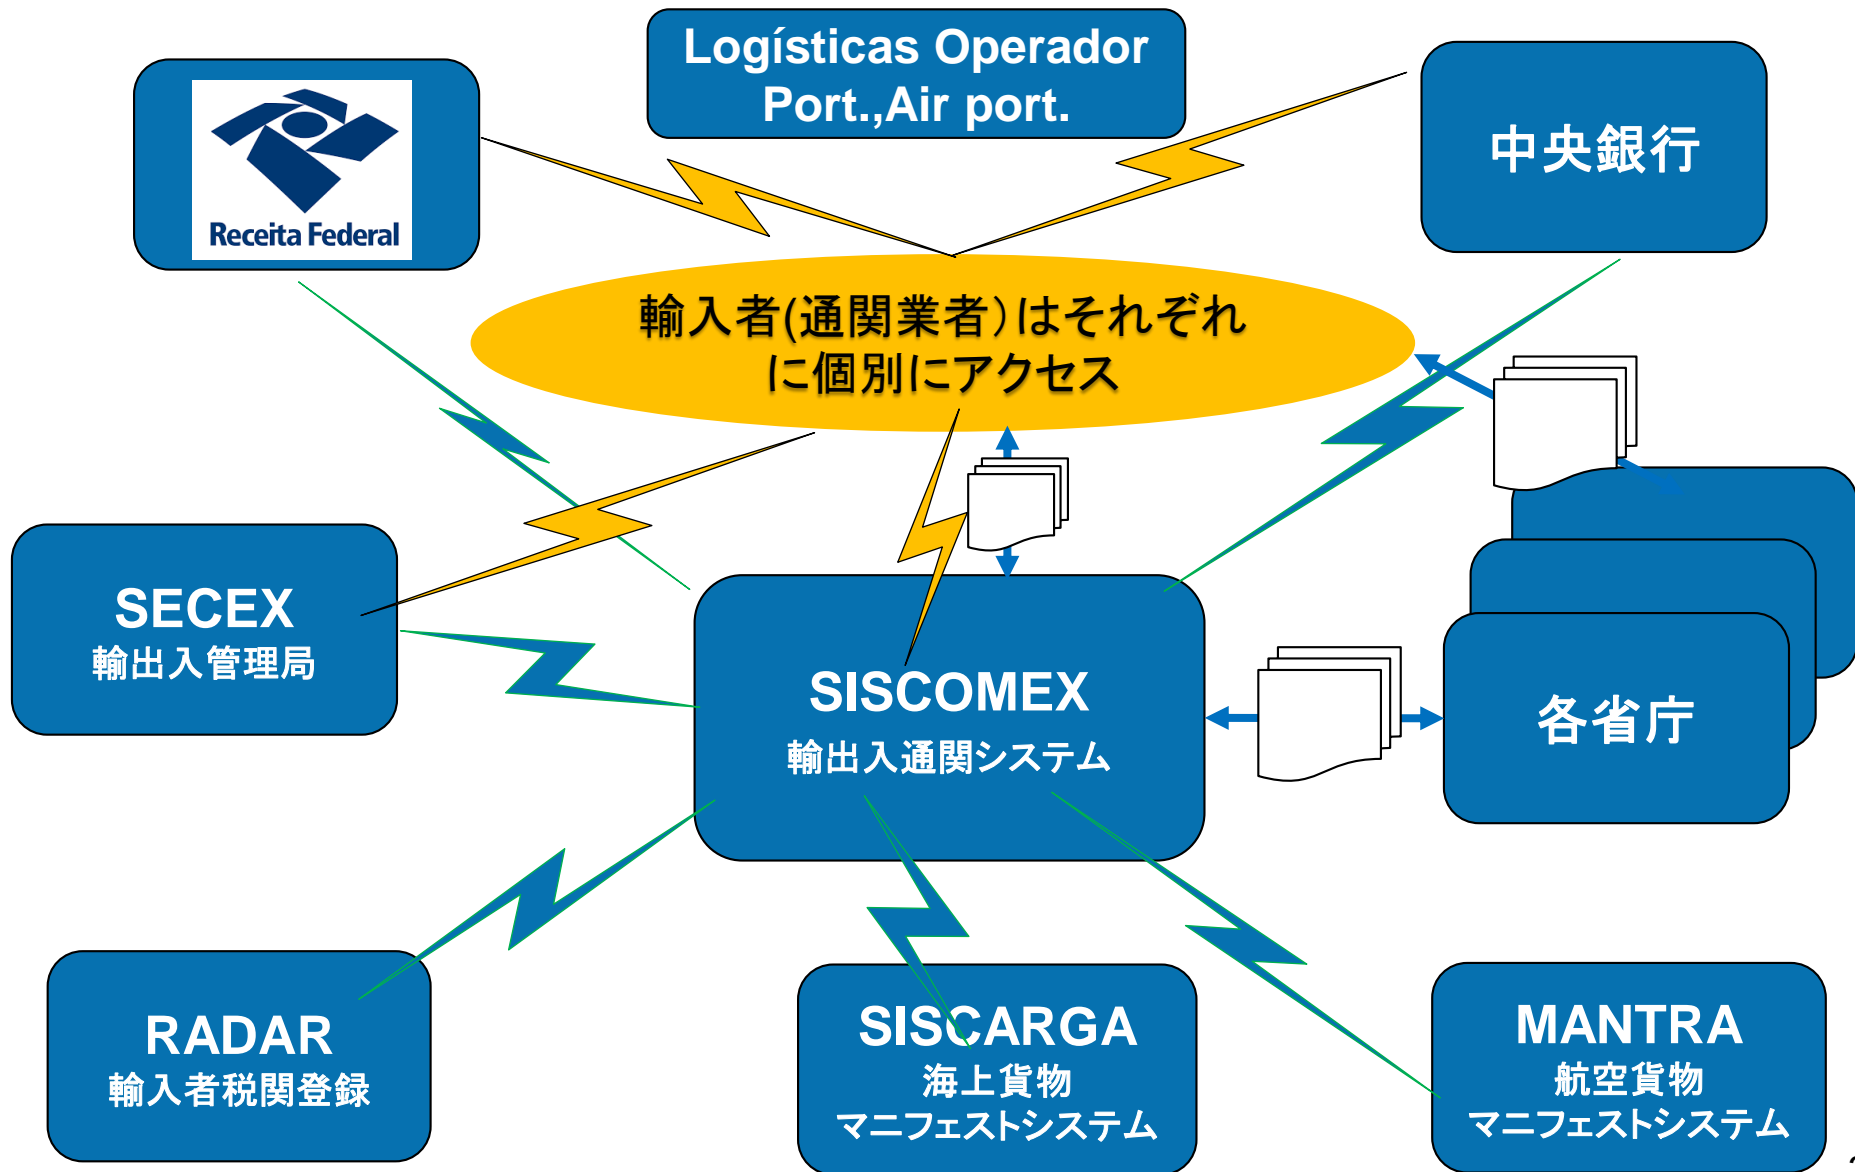 Logísticas Operador
Port.,Air port.
Receita Federal
中央銀行
輸入者(通関業者）はそれぞれ
に個別にアクセス
SECEX
輸出入管理局
SISCOMEX
輸出入通関システム
各省庁
RADAR
輸入者税関登録
SISCARGA
海上貨物
マニフェストシステム
MANTRA
航空貨物
マニフェストシステム